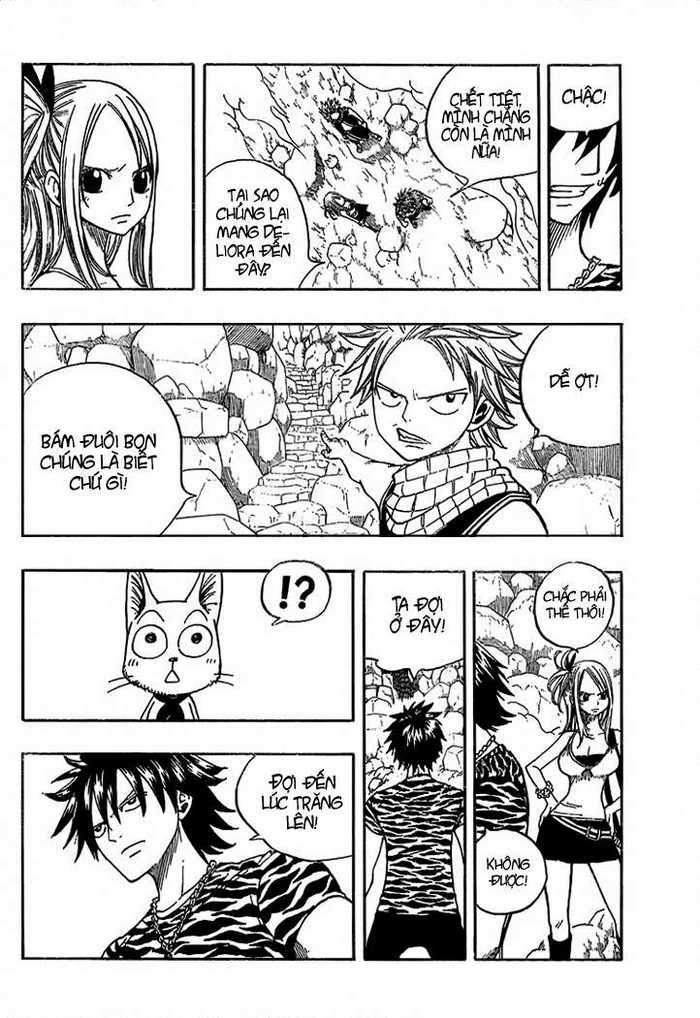 CHẬC!
CHẾT TIỆT,
MÌNH CHẲNG
CÒN LÀ MÌNH
NỮA!
TẠI SAO
CHÚNG LẠI
MANG DE-
LIORA ĐẾN
ĐÂY?
DỄ ỢT!
BÁM ĐUÔI BỌN
CHÚNG LÀ BIẾT
CHỨ GÌ!
CHẮC PHẢI
THẾ THÔI!
KHÔNG
ĐƯỢC!
TA ĐỢI
Ở ĐÂY!
!?
ĐỢI ĐẾN
LÚC TRĂNG
LÊN!